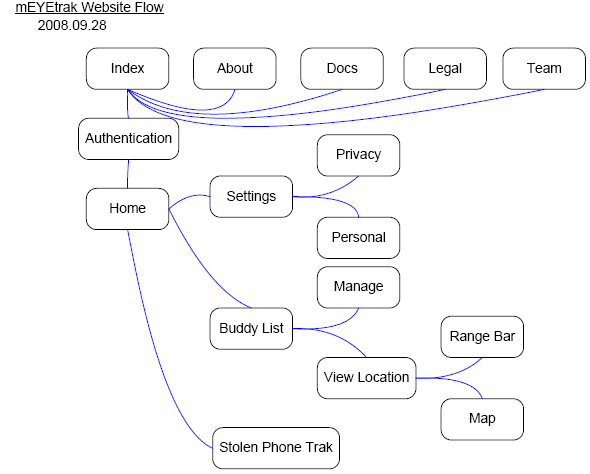 mEYEtrak Website Flow
2008.09.28
Index
About
Docs
Legal
Team
Authentication
Privacy
Settings
Home
Personal
Manage
Buddy List
Range Bar
View Location
Map
Stolen Phone Trak